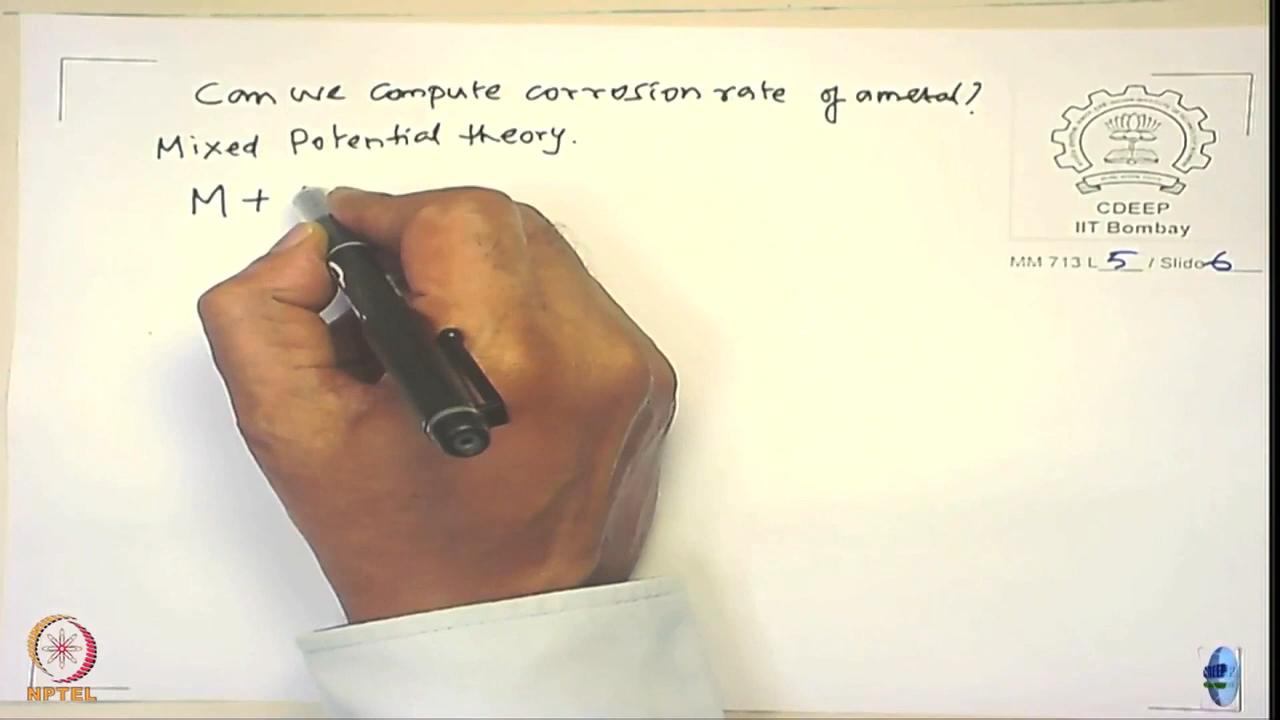 Can we compute corrosion rate of a metal?
Mixed Potential theory.
M +
CDEEP
IIT Bombay
MM 713 L 5 / Slide 6
NPTEL
CDEEP